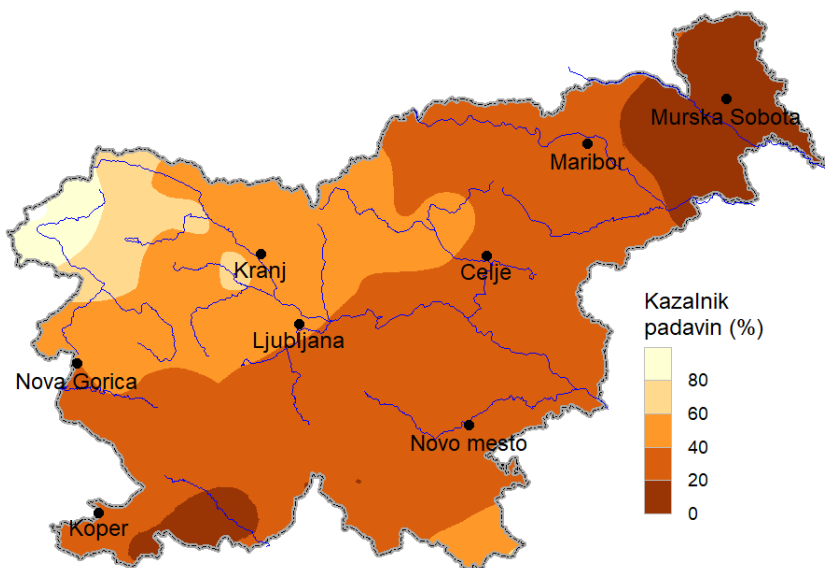 Murska Sobota
Maribor
Kranj
Celje
Ljubljana
Nova Gorica
Novo mesto
Koper
Kazalnik
padavin (%)
80
60
40
20
0